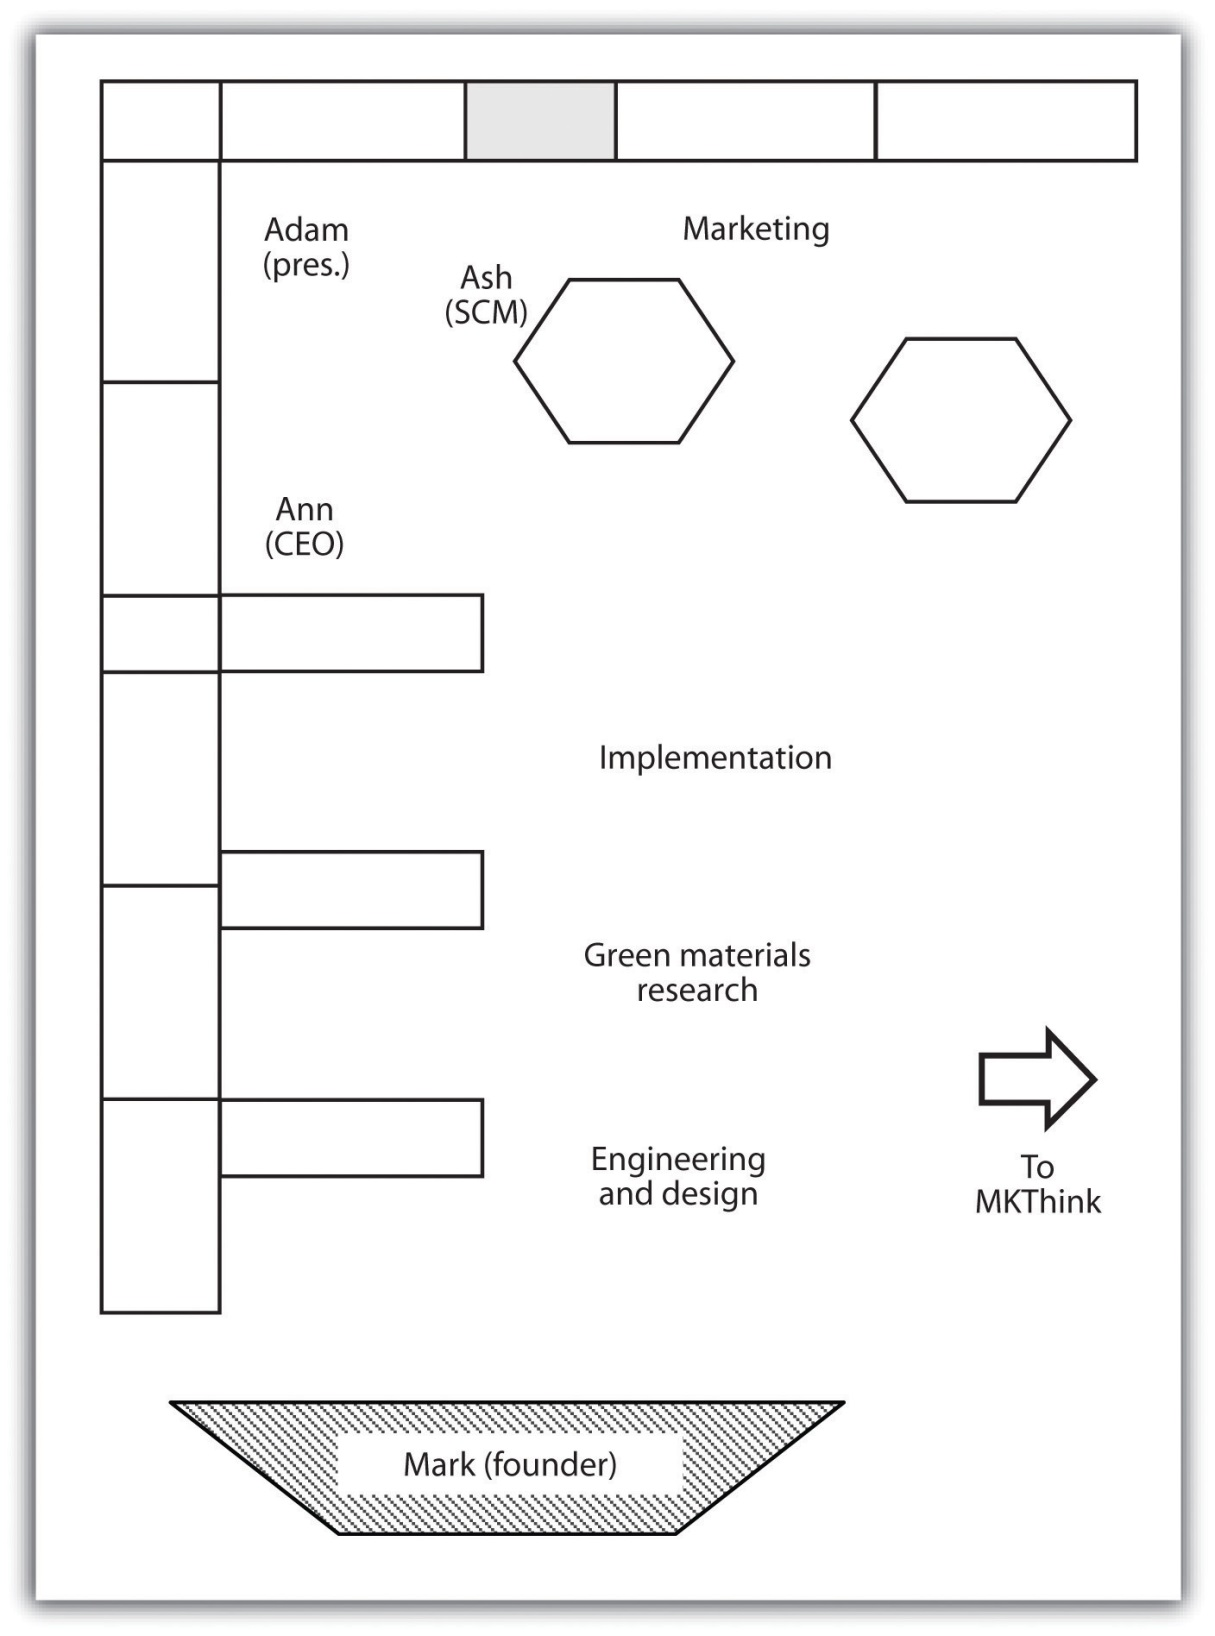 Adam
(pres.)
Marketing
Ash
(SCM)
Ann
(CEO)
Implementation
Green materials
research
Engineering
and design
To
MKThink
Mark (founder)